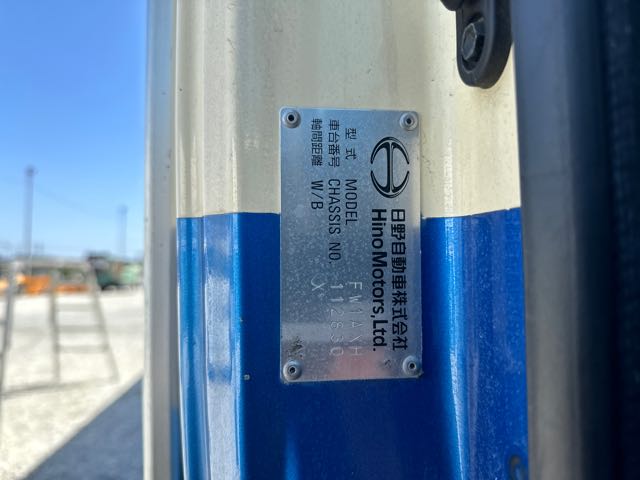 日野自動車株式会社
HinoMotors,Ltd.
型式 MODEL FW1AXH
車台番号 CHASSIS NO. 112630
軸間距離 W/B X